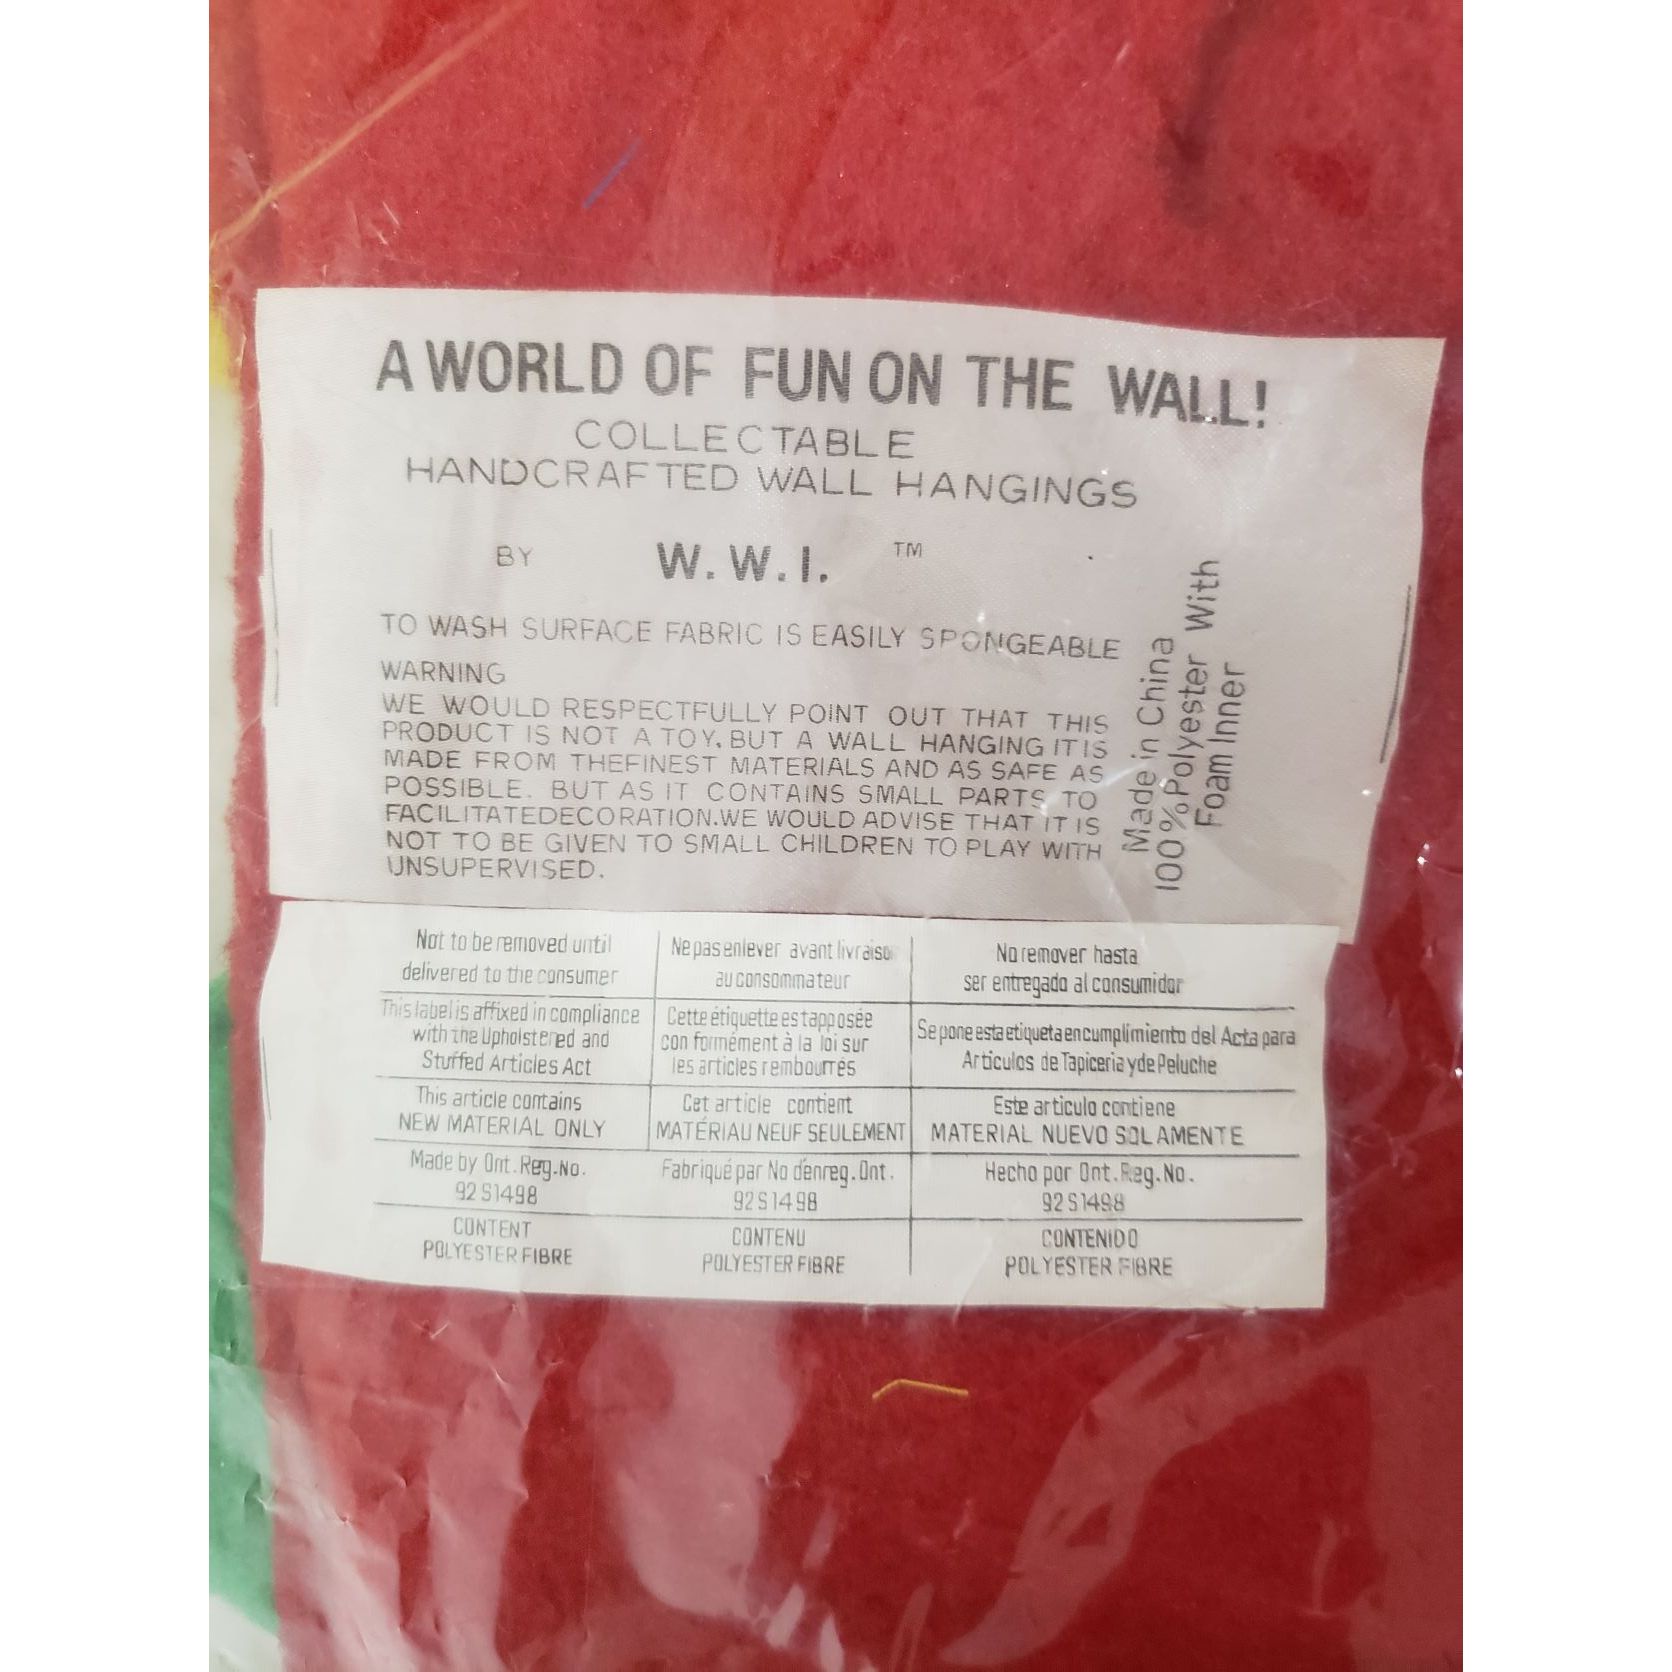 A WORLD OF FUN ON THE WALL!
COLLECTABLE
HANDCRAFTED WALL HANGINGS
BY W. W. I. TM
TO WASH SURFACE FABRIC IS EASILY SPONGEABLE
WARNING
WE WOULD RESPECTFULLY POINT OUT THAT THIS
PRODUCT IS NOT A TOY. BUT A WALL HANGING IT IS
MADE FROM THEFINEST MATERIALS AND AS SAFE AS
POSSIBLE. BUT AS IT CONTAINS SMALL PARTS TO
FACILITATEDECORATION.WE WOULD ADVISE THAT IT IS
NOT TO BE GIVEN TO SMALL CHILDREN TO PLAY WITH
UNSUPERVISED.
Made in China
100% Polyester With
Foam Inner
Not to be removed until
delivered to the consumer
Ne pas enlever avant livraiso
au consommateur
No remover hasta
ser entregado al consumidor
This label is affixed in compliance
with the Upholstered and
Stuffed Articles Act
Cette étiquette est apposée
con formément à la loi sur
les articles rembourrés
Se pone esta etiqueta en cumplimiento del Acta para
Articulos de Tapiceria y de Peluche
This article contains
NEW MATERIAL ONLY
Cet article contient
MATÉRIAU NEUF SEULEMENT
Este articulo contiene
MATERIAL NUEVO SOLAMENTE
Made by Ont. Reg. No.
92 S1498
Fabriqué par No d'enreg. Ont.
92 S1498
Hecho por Ont. Reg. No.
92 S1498
CONTENT
POLYESTER FIBRE
CONTENU
POLYESTER FIBRE
CONTENIDO
POLYESTER FIBRE